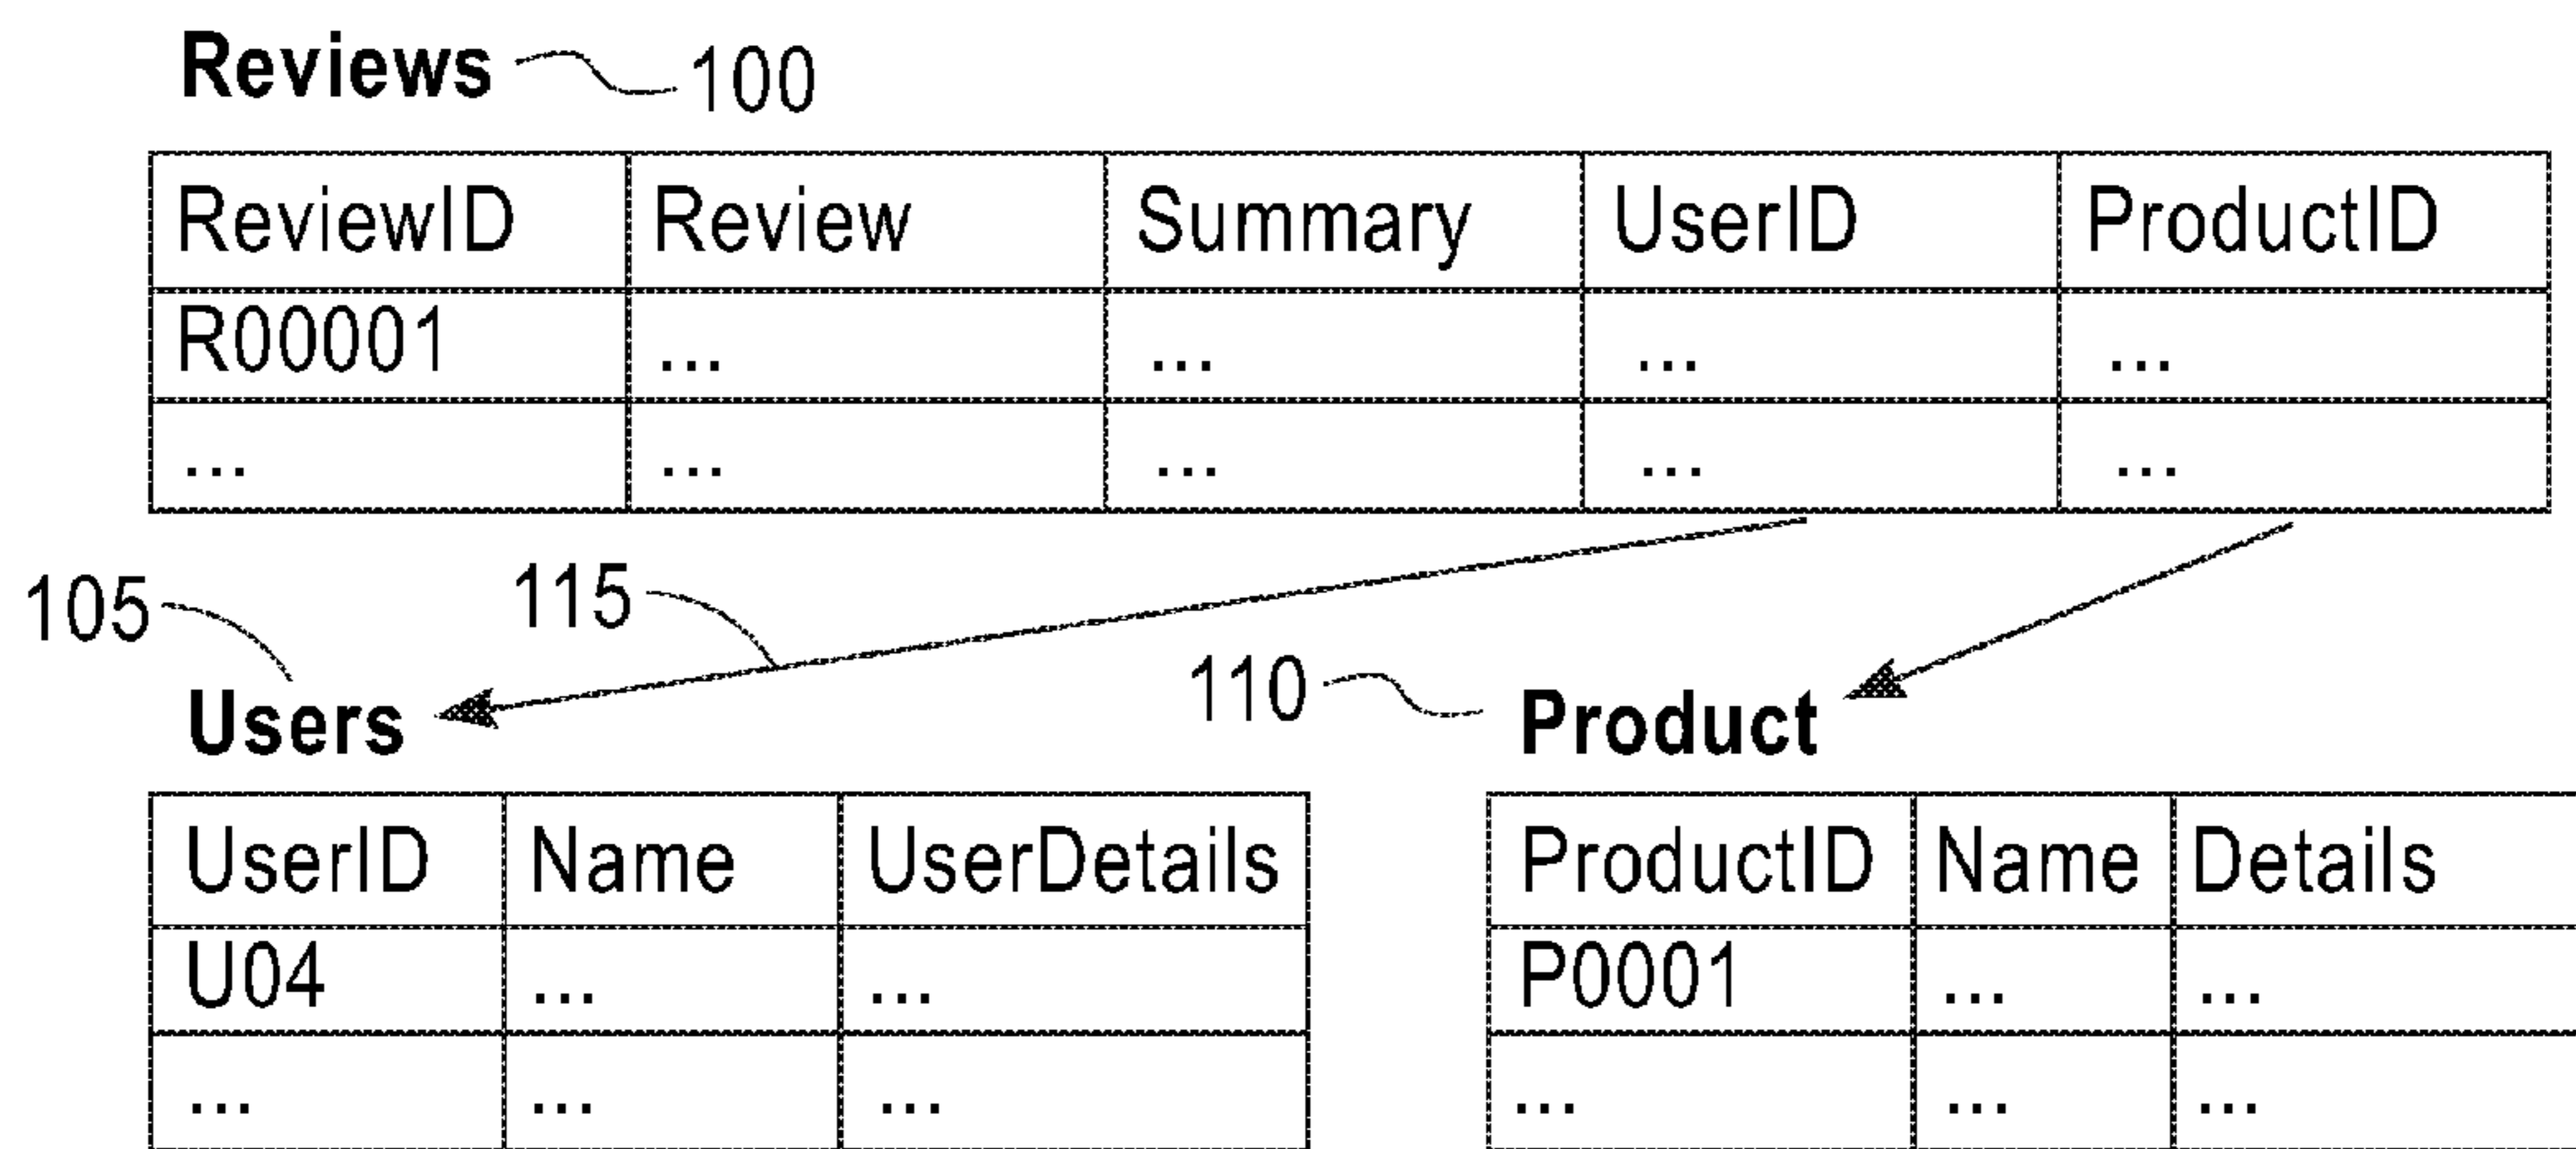 Reviews 100
ReviewID Review Summary UserID ProductID
R00001 ... ... ... ...
... ... ... ... ...
105 115
110
Users Product
UserID Name UserDetails ProductID Name Details
U04 ... ... P0001 ... ...
... ... ... ... ... ...